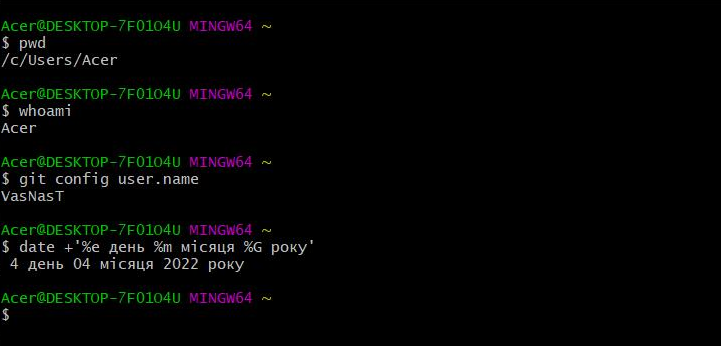 Acer@DESKTOP-7F01O4U MINGW64 ~
$ pwd
/c/Users/Acer
Acer@DESKTOP-7F01O4U MINGW64 ~
$ whoami
Acer
Acer@DESKTOP-7F01O4U MINGW64 ~
$ git config user.name
VasNasT
Acer@DESKTOP-7F01O4U MINGW64 ~
$ date +'%e день %m місяця %G року'
 4 день 04 місяця 2022 року
Acer@DESKTOP-7F01O4U MINGW64 ~
$